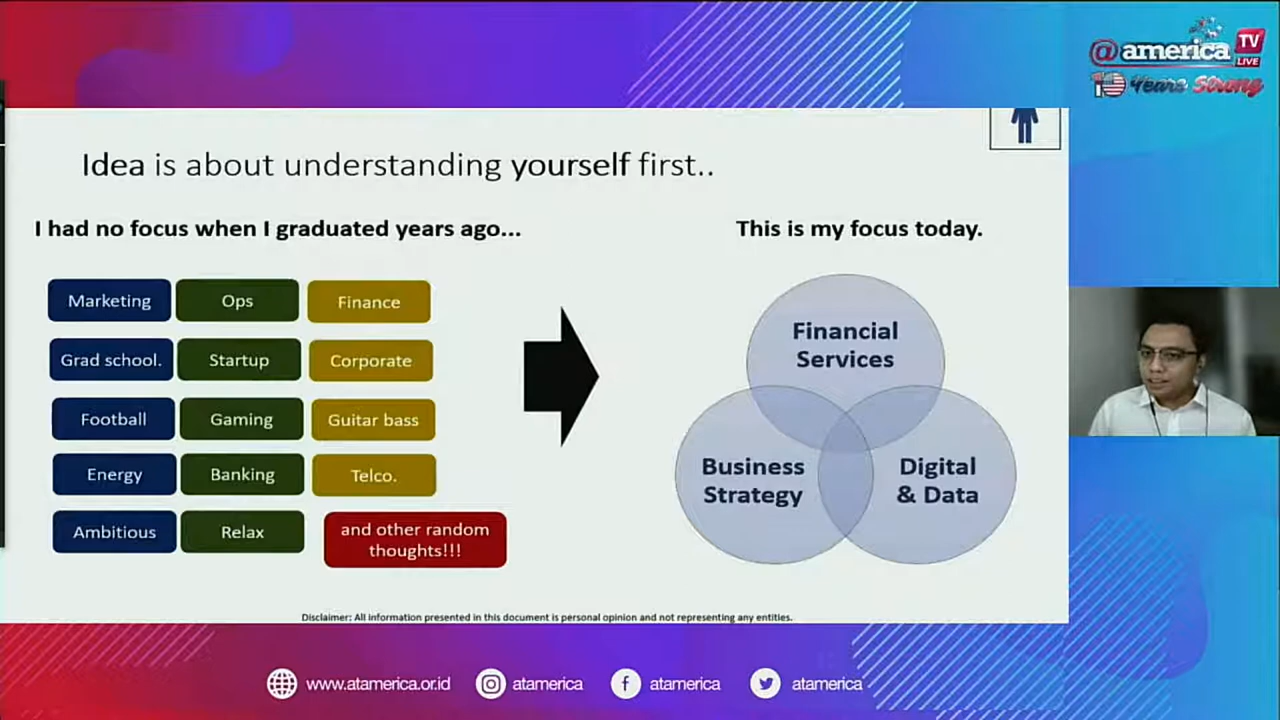 @america TV
LIVE
10 Years Strong
Idea is about understanding yourself first..
I had no focus when I graduated years ago...
This is my focus today.
Marketing Ops Finance
Grad school. Startup Corporate
Football Gaming Guitar bass
Energy Banking Telco.
Ambitious Relax and other random
thoughts!!!
Financial
Services
Business
Strategy
Digital
& Data
Disclaimer: All information presented in this document is personal opinion and not representing any entities.
www.atamerica.or.id atamerica atamerica atamerica